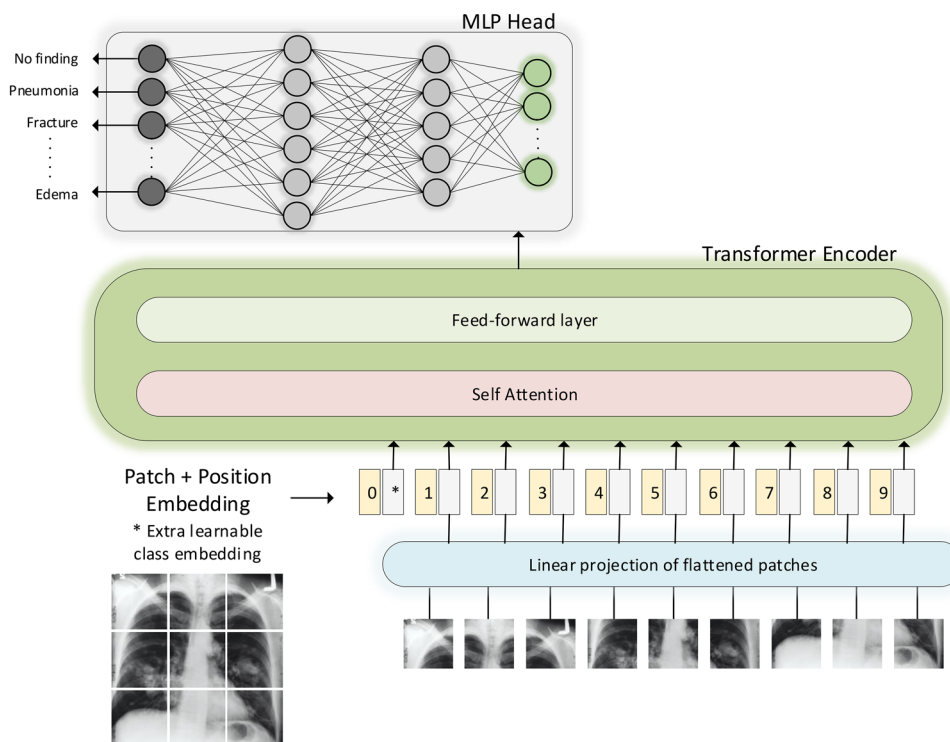 MLP Head
No finding
Pneumonia
Fracture
Edema
Transformer Encoder
Feed-forward layer
Self Attention
Patch + Position
Embedding
* Extra learnable
class embedding
0 * 1 2 3 4 5 6 7 8 9
Linear projection of flattened patches